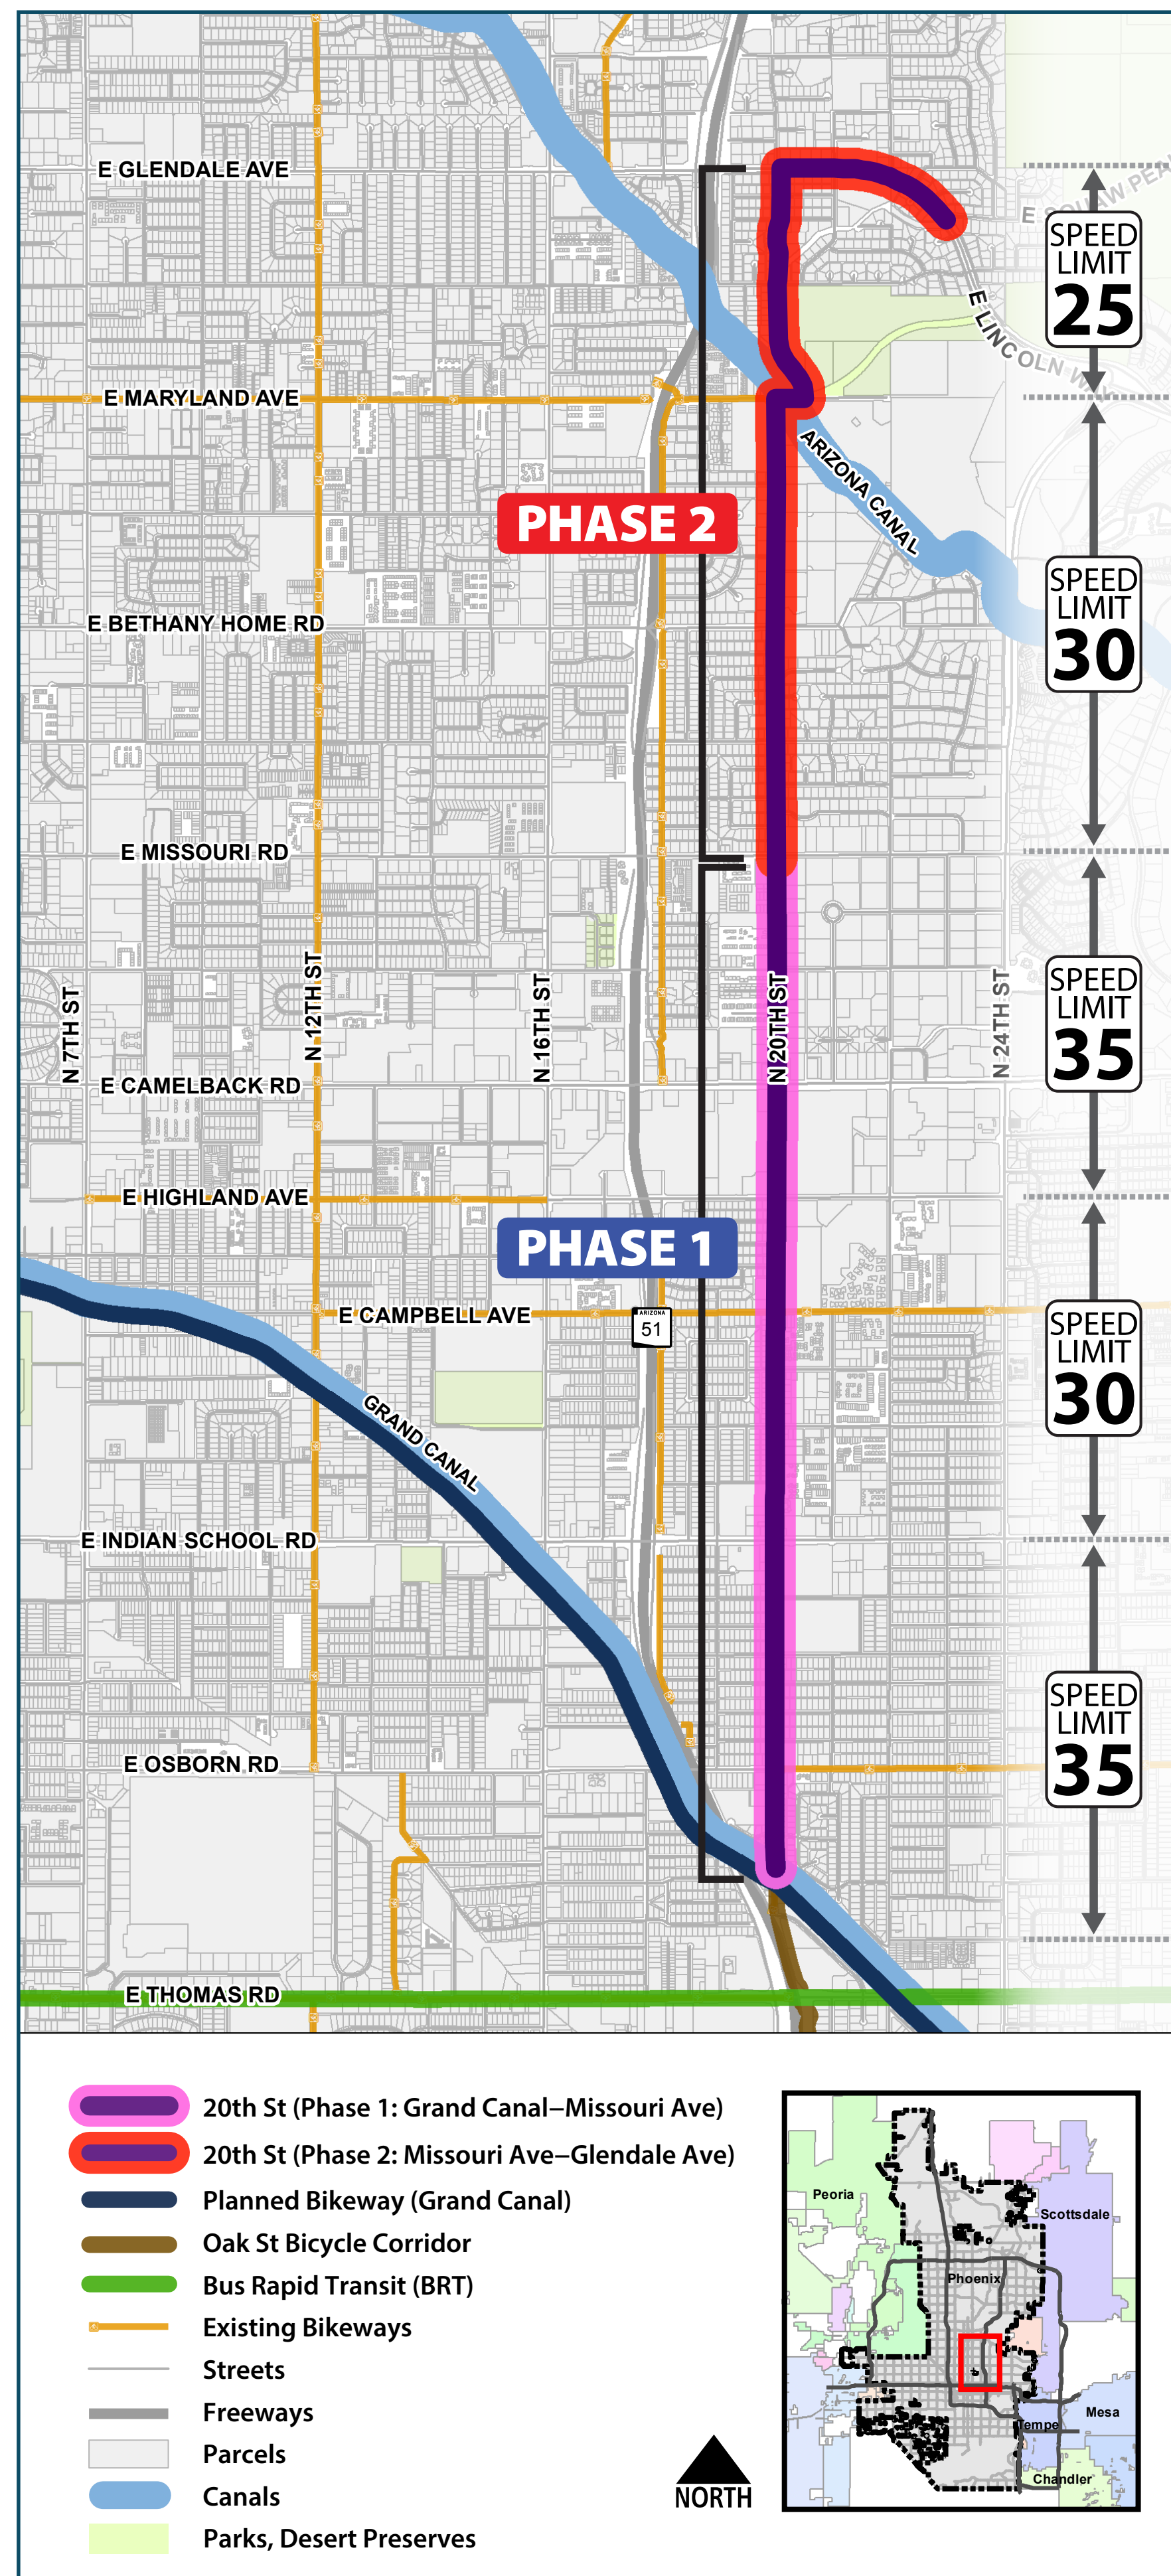 E GLENDALE AVE
SPEED
LIMIT
25
E LINCOLN
E MARYLAND AVE
ARIZONA CANAL
PHASE 2
SPEED
LIMIT
30
E BETHANY HOME RD
E MISSOURI RD
N 7TH ST
N 12TH ST
N 16TH ST
N 20TH ST
N 24TH ST
SPEED
LIMIT
35
E CAMELBACK RD
E HIGHLAND AVE
PHASE 1
E CAMPBELL AVE
ARIZONA
51
SPEED
LIMIT
30
GRAND CANAL
E INDIAN SCHOOL RD
SPEED
LIMIT
35
E OSBORN RD
E THOMAS RD
20th St (Phase 1: Grand Canal–Missouri Ave)
20th St (Phase 2: Missouri Ave–Glendale Ave)
Planned Bikeway (Grand Canal)
Oak St Bicycle Corridor
Bus Rapid Transit (BRT)
Existing Bikeways
Streets
Freeways
Parcels
Canals
Parks, Desert Preserves
NORTH
Peoria
Scottsdale
Phoenix
Mesa
Tempe
Chandler